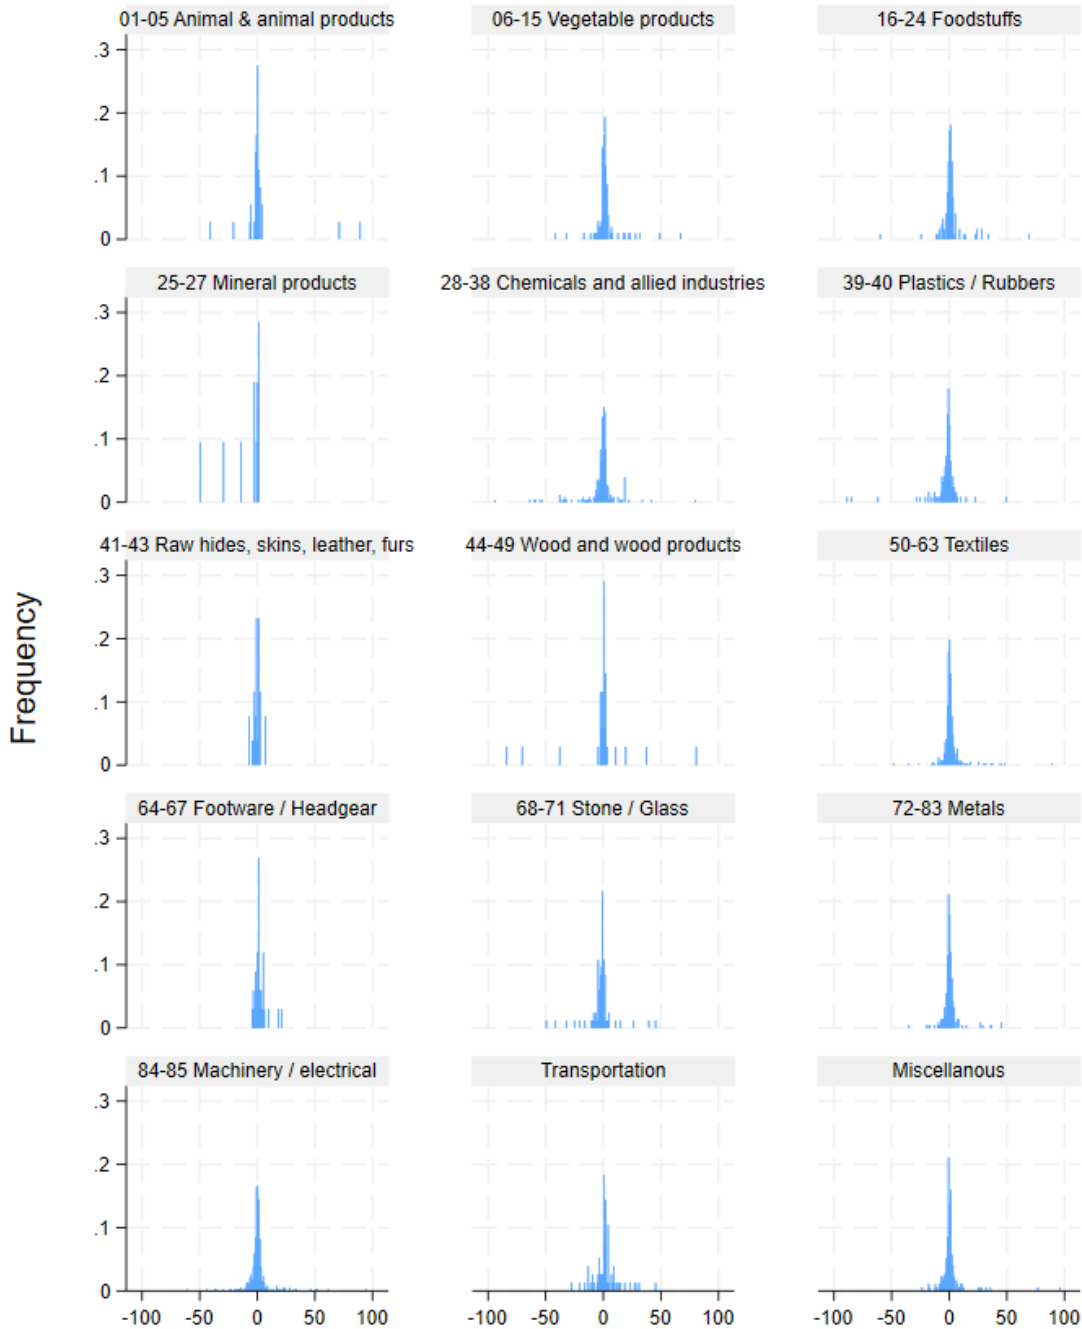 01-05 Animal & animal products
06-15 Vegetable products
16-24 Foodstuffs
.3
.2
.1
0
25-27 Mineral products
28-38 Chemicals and allied industries
39-40 Plastics / Rubbers
.3
.2
.1
0
41-43 Raw hides, skins, leather, furs
44-49 Wood and wood products
50-63 Textiles
.3
.2
.1
0
Frequency
64-67 Footware / Headgear
68-71 Stone / Glass
72-83 Metals
.3
.2
.1
0
84-85 Machinery / electrical
Transportation
Miscellanous
.3
.2
.1
0
-100 -50 0 50 100
-100 -50 0 50 100
-100 -50 0 50 100